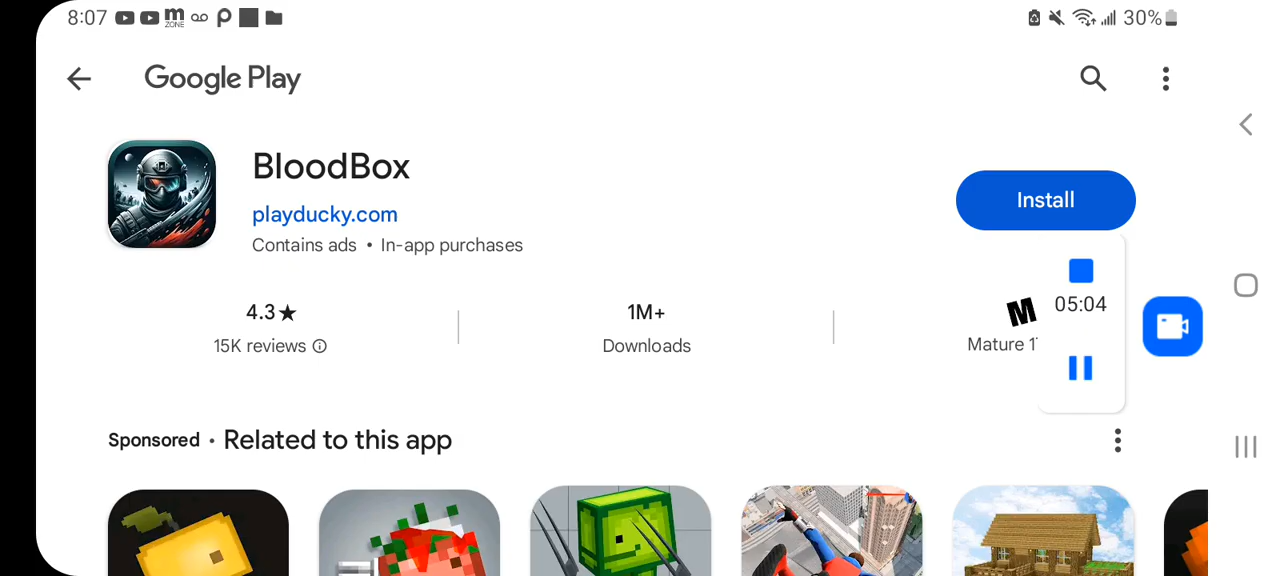 8:07 m ZONE 30%
Google Play
BloodBox
playducky.com
Install
Contains ads • In-app purchases
05:04
4.3★
1M+
15K reviews
Downloads
Mature 1
Sponsored • Related to this app